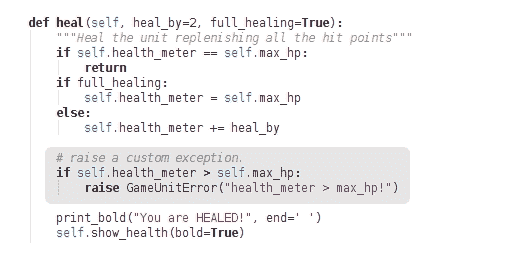 def heal(self, heal_by=2, full_healing=True):
    """Heal the unit replenishing all the hit points"""
    if self.health_meter == self.max_hp:
        return
    if full_healing:
        self.health_meter = self.max_hp
    else:
        self.health_meter += heal_by
    # raise a custom exception.
    if self.health_meter > self.max_hp:
        raise GameUnitError("health_meter > max_hp!")
    print_bold("You are HEALED!", end=' ')
    self.show_health(bold=True)